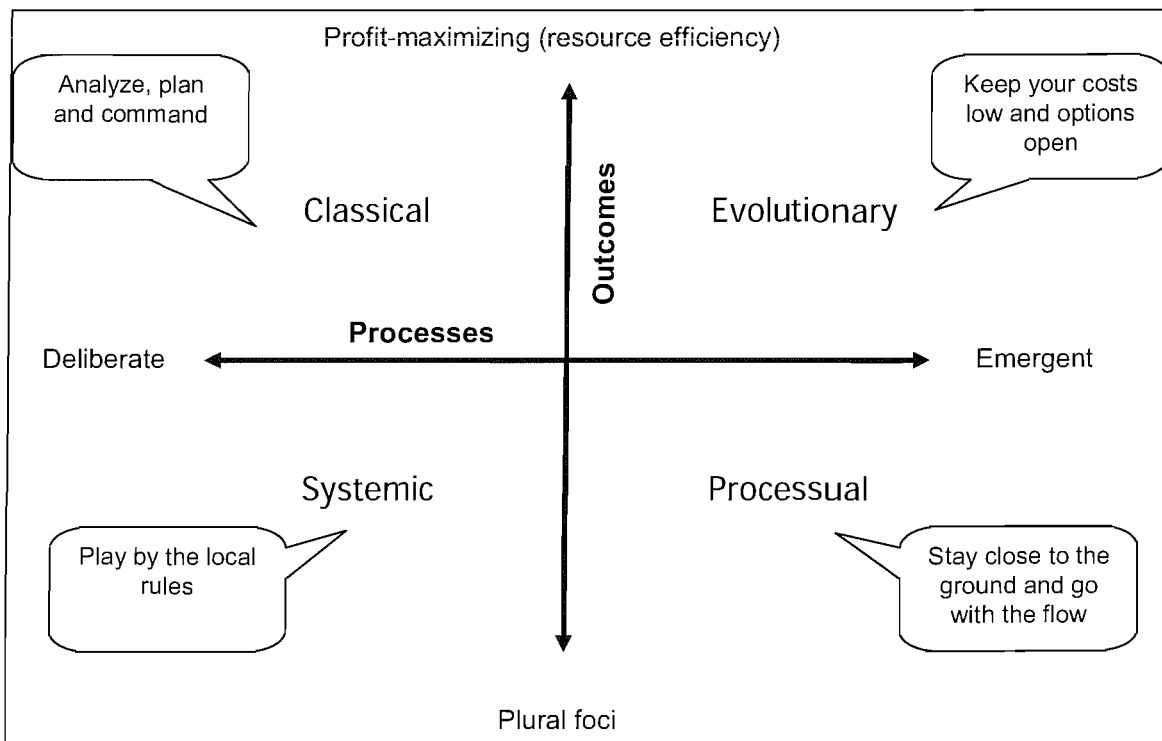 Profit-maximizing (resource efficiency)
Analyze, plan
and command
Keep your costs
low and options
open
Classical
Evolutionary
Outcomes
Processes
Deliberate
Emergent
Systemic
Processual
Play by the local
rules
Stay close to the
ground and go
with the flow
Plural foci